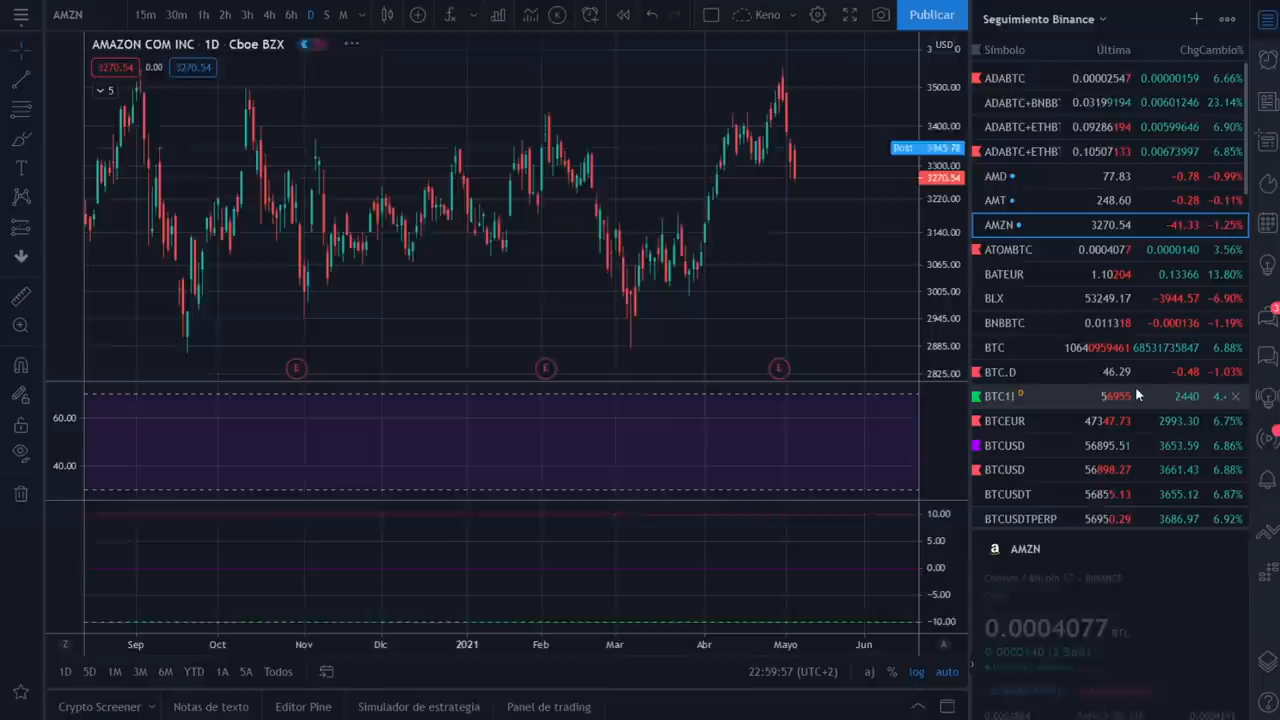 AMZN 15m 30m 1h 2h 3h 4h 6h D S M Keno Publicar
Seguimiento Binance
AMAZON COM INC · 1D · Cboe BZX
USD
3270.54 0.00 3270.54
5
3500.00
3400.00
3300.00
3270.54
3220.00
3140.00
3065.00
3005.00
2945.00
2885.00
2825.00
E E E
60.00
40.00
10.00
5.00
0.00
-5.00
-10.00
Z Sep Oct Nov Dic 2021 Feb Mar Abr Mayo Jun A
1D 5D 1M 3M 6M YTD 1A 5A Todos 22:59:57 (UTC+2) % log auto
Crypto Screener Notas de texto Editor Pine Simulador de estrategia Panel de trading
Símbolo Última Chg Cambio%
ADABTC 0.00002547 0.00000159 6.66%
ADABTC+BNBB 0.03199194 0.00601246 23.14%
ADABTC+ETHB 0.09286194 0.00599646 6.90%
ADABTC+ETHB 0.10507133 0.00673997 6.85%
AMD 77.83 -0.78 -0.99%
AMT 248.60 -0.28 -0.11%
AMZN 3270.54 -41.33 -1.25%
ATOMBTC 0.0004077 0.0000140 3.56%
BATEUR 1.10204 0.13366 13.80%
BLX 53249.17 -3944.57 -6.90%
BNBBTC 0.011318 -0.000136 -1.19%
BTC 10640959461 68531735847 6.88%
BTC.D 46.29 -0.48 -1.03%
BTC1! D 56955 2440 4.
BTCEUR 47347.73 2993.30 6.75%
BTCUSD 56895.51 3653.59 6.86%
BTCUSD 56898.27 3661.43 6.88%
BTCUSDT 56855.13 3655.12 6.87%
BTCUSDTPERP 56950.29 3686.97 6.92%
AMZN
0.0004077 BTC